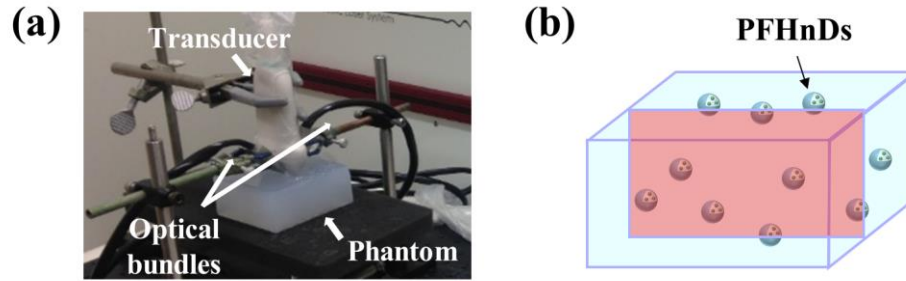 (a)
Transducer
Optical
bundles
Phantom
(b)
PFHnDs